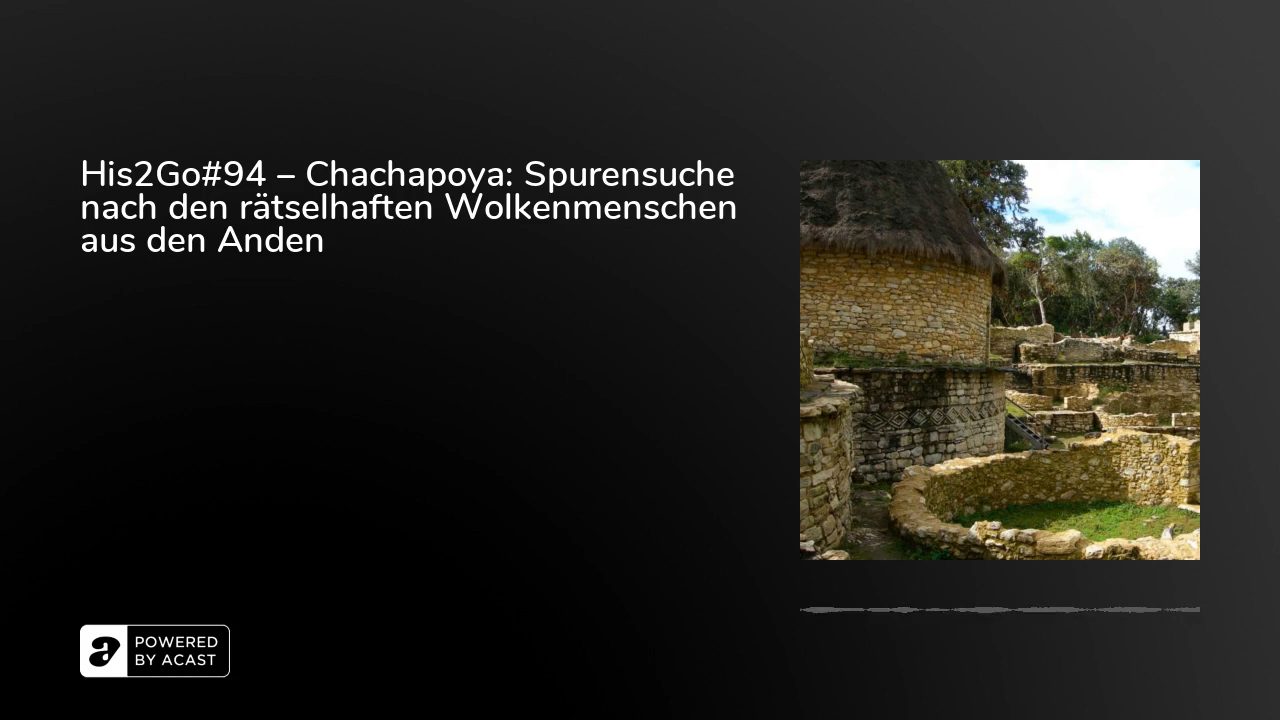 His2Go#94 – Chachapoya: Spurensuche
nach den rätselhaften Wolkenmenschen
aus den Anden
POWERED
BY ACAST